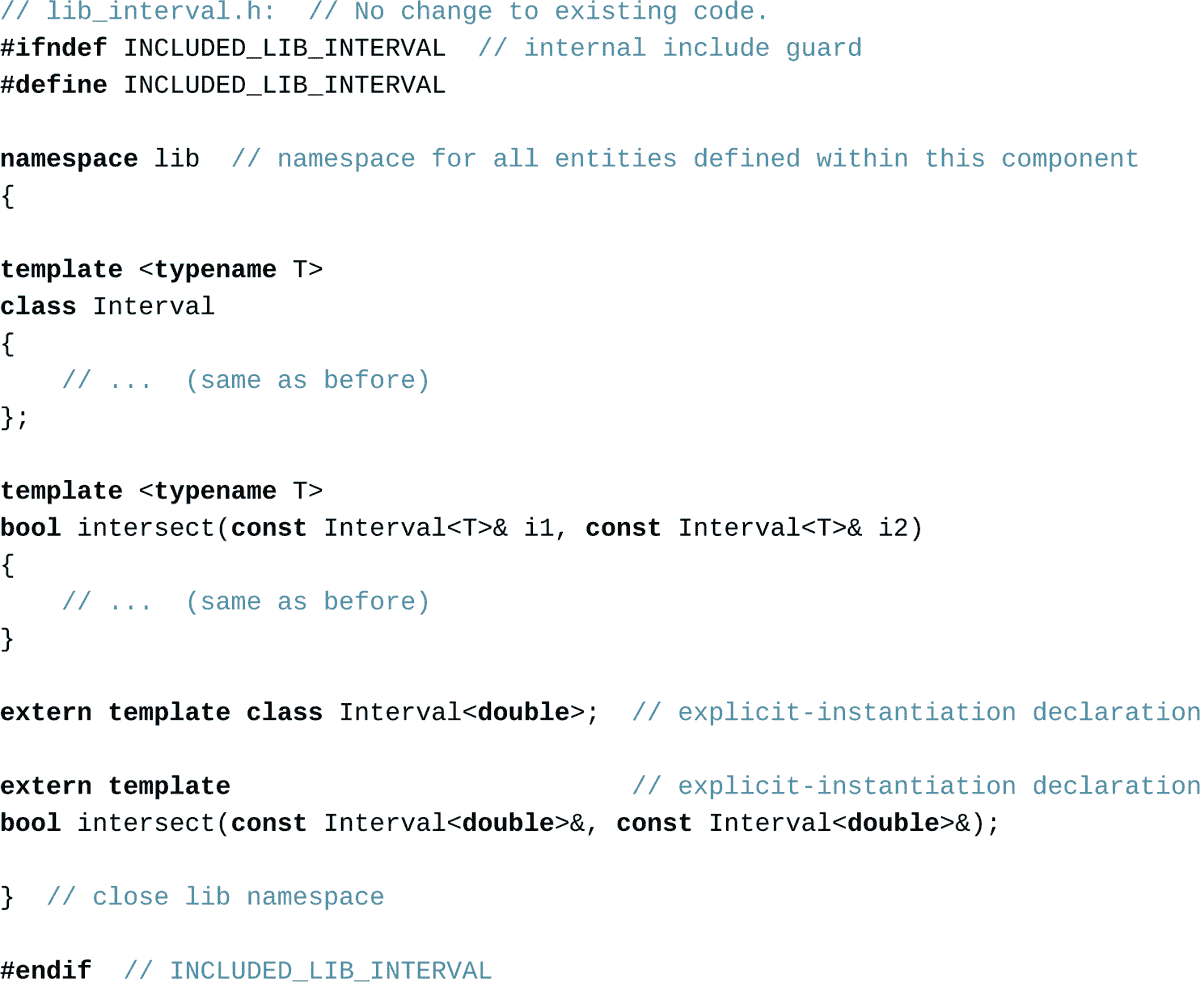 // lib_interval.h:  // No change to existing code.
#ifndef INCLUDED_LIB_INTERVAL  // internal include guard
#define INCLUDED_LIB_INTERVAL
namespace lib  // namespace for all entities defined within this component
{
template <typename T>
class Interval
{
    // ...  (same as before)
};
template <typename T>
bool intersect(const Interval<T>& i1, const Interval<T>& i2)
{
    // ...  (same as before)
}
extern template class Interval<double>;  // explicit-instantiation declaration
extern template                          // explicit-instantiation declaration
bool intersect(const Interval<double>&, const Interval<double>&);
}  // close lib namespace
#endif  // INCLUDED_LIB_INTERVAL